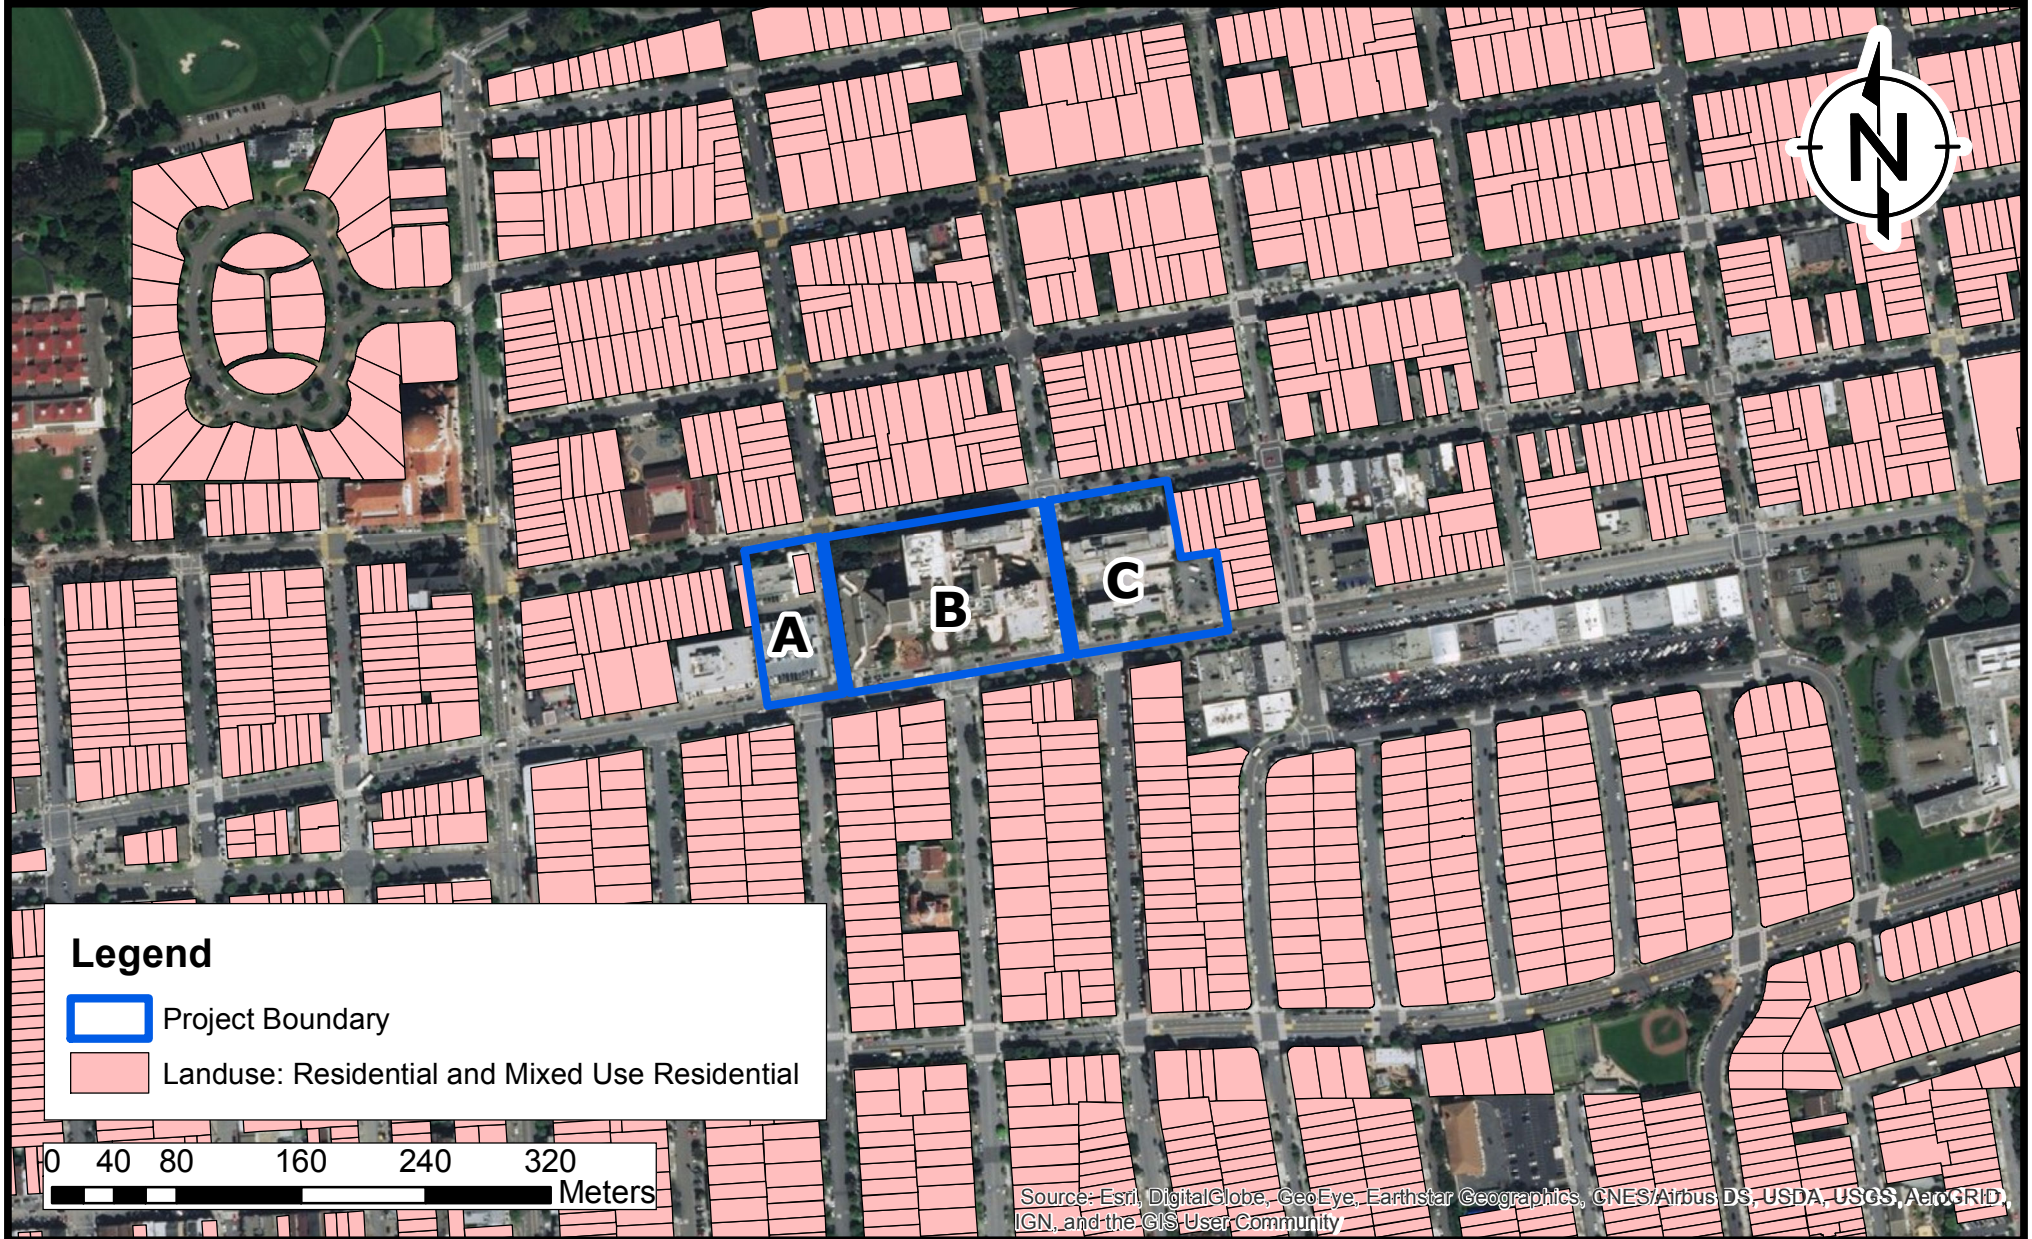 N
A
B
C
Legend
Project Boundary
Landuse: Residential and Mixed Use Residential
0 40 80 160 240 320
Meters
Source: Esri, DigitalGlobe, GeoEye, Earthstar Geographics, CNES/Airbus DS, USDA, USGS, AeroGRID,
IGN, and the GIS User Community